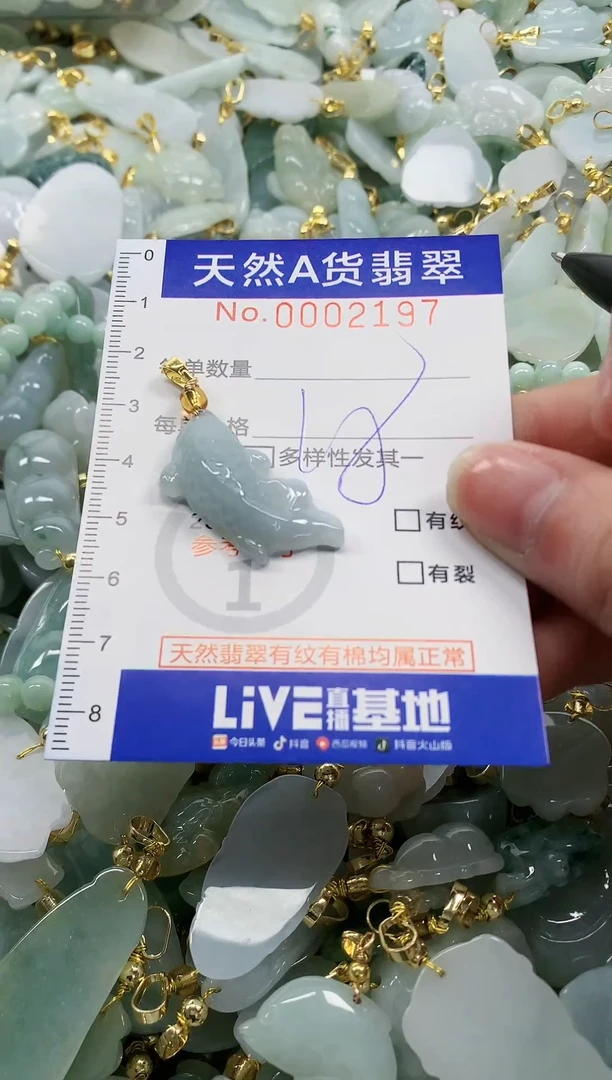 天然A货翡翠
No.0002197
0
1
单数量
2
3
每
格
18
4
多样性发其一
5
有纹
参考
6
有裂
1
7
天然翡翠有纹有棉均属正常
8
LiVE直播基地
今日头条 抖音 西瓜视频 抖音火山版